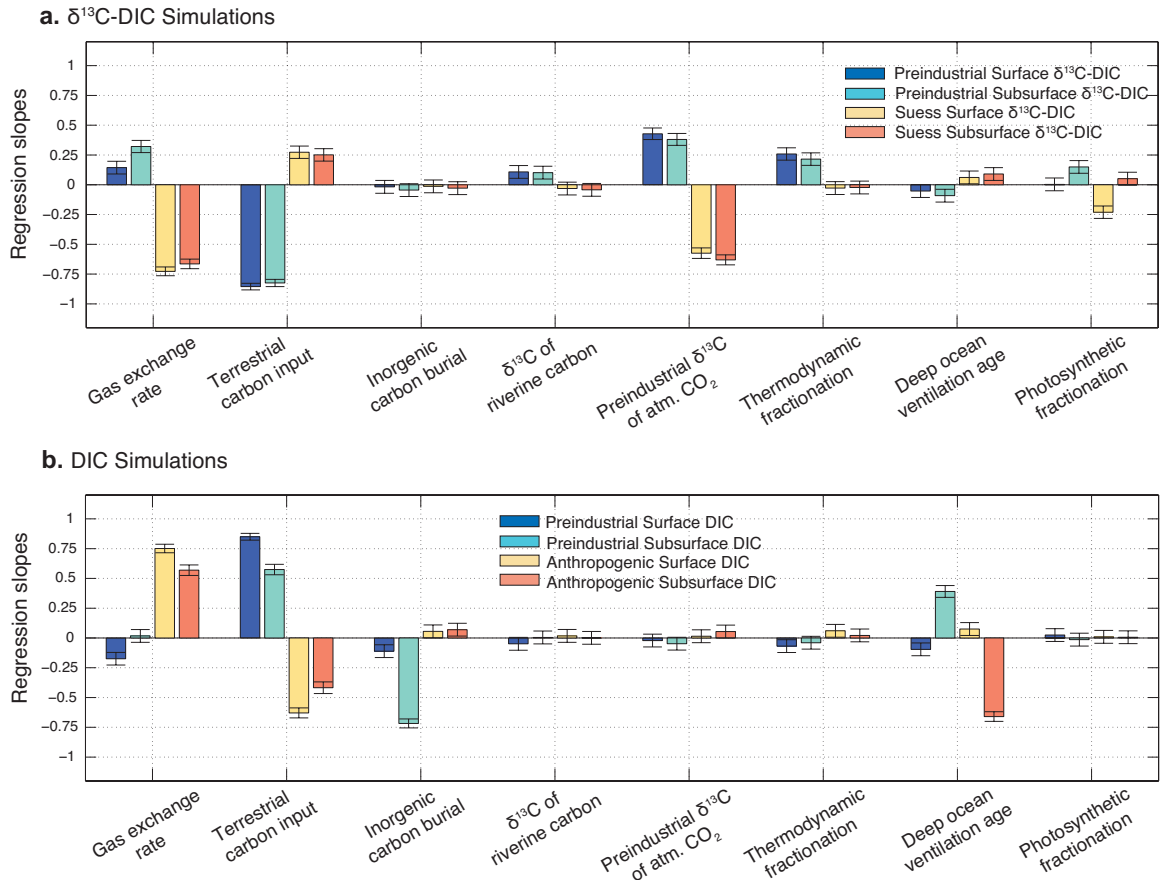 a. δ¹³C-DIC Simulations
Regression slopes
1
0.75
0.5
0.25
0
−0.25
−0.5
−0.75
−1
Preindustrial Surface δ¹³C-DIC
Preindustrial Subsurface δ¹³C-DIC
Suess Surface δ¹³C-DIC
Suess Subsurface δ¹³C-DIC
Gas exchange
rate
Terrestrial
carbon input
Inorgenic
carbon burial
δ¹³C of
riverine carbon
Preindustrial δ¹³C
of atm. CO₂
Thermodynamic
fractionation
Deep ocean
ventilation age
Photosynthetic
fractionation
b. DIC Simulations
Regression slopes
1
0.75
0.5
0.25
0
−0.25
−0.5
−0.75
−1
Preindustrial Surface DIC
Preindustrial Subsurface DIC
Anthropogenic Surface DIC
Anthropogenic Subsurface DIC
Gas exchange
rate
Terrestrial
carbon input
Inorgenic
carbon burial
δ¹³C of
riverine carbon
Preindustrial δ¹³C
of atm. CO₂
Thermodynamic
fractionation
Deep ocean
ventilation age
Photosynthetic
fractionation